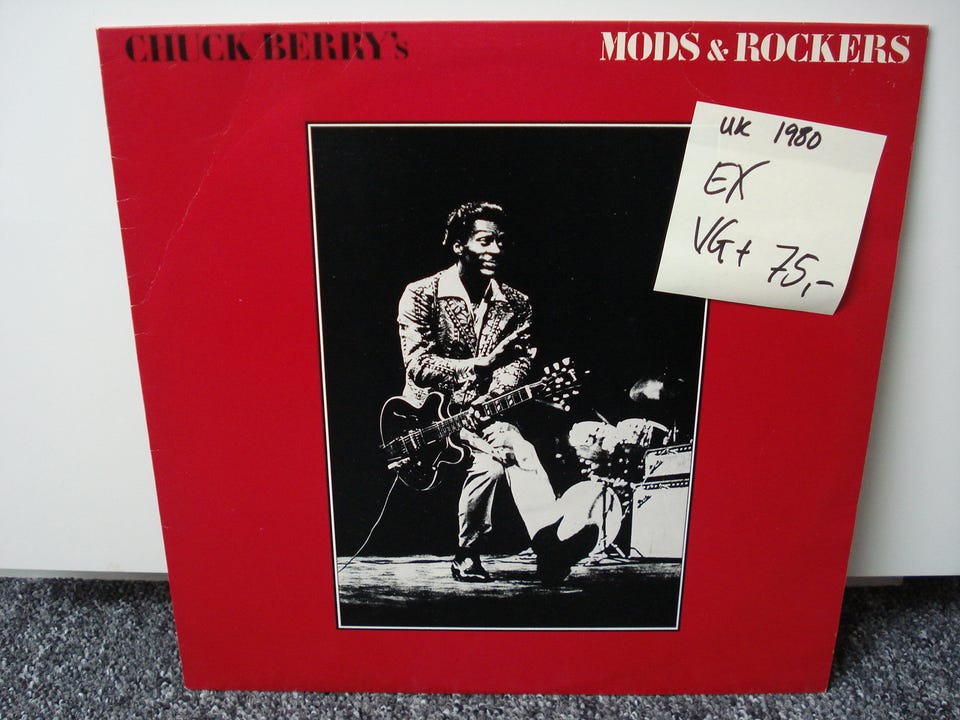 CHUCK BERRY's
MODS & ROCKERS
UK 1980
EX
VG+ 75,-